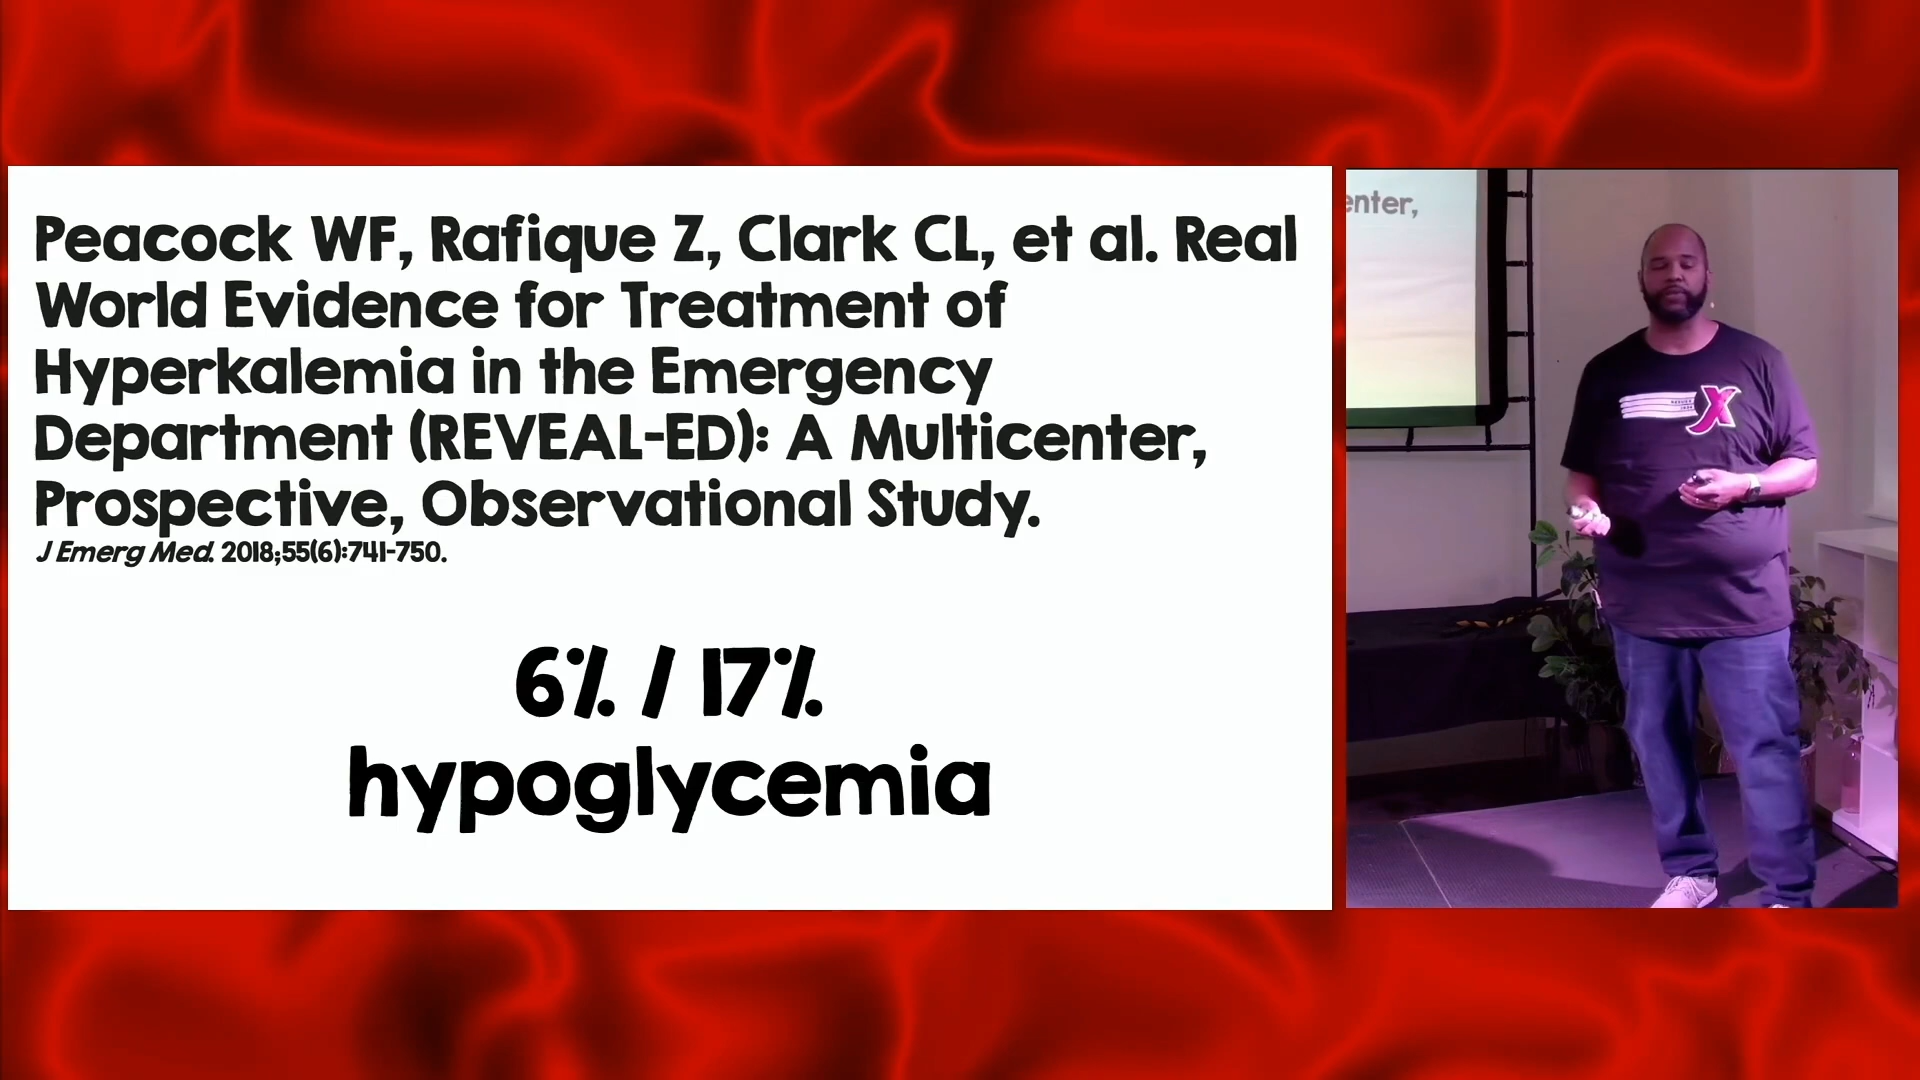 Peacock WF, Rafique Z, Clark CL, et al. Real
World Evidence for Treatment of
Hyperkalemia in the Emergency
Department (REVEAL-ED): A Multicenter,
Prospective, Observational Study.
J Emerg Med. 2018;55(6):741-750.
6% / 17%
hypoglycemia
enter,
X